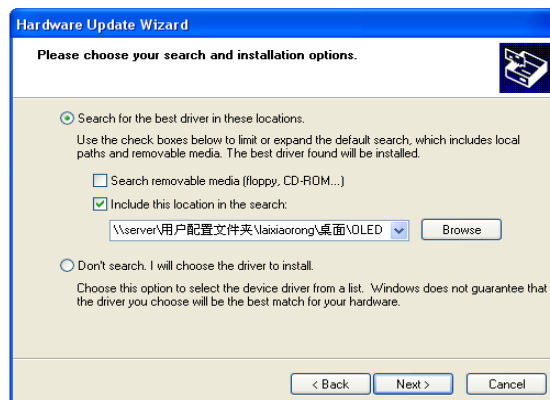 Hardware Update Wizard
Please choose your search and installation options.
Search for the best driver in these locations.
Use the check boxes below to limit or expand the default search, which includes local
paths and removable media. The best driver found will be installed.
Search removable media (floppy, CD-ROM...)
Include this location in the search:
\\server\用户配置文件夹\laixiaorong\桌面\OLED
Browse
Don't search. I will choose the driver to install.
Choose this option to select the device driver from a list. Windows does not guarantee that
the driver you choose will be the best match for your hardware.
< Back
Next >
Cancel